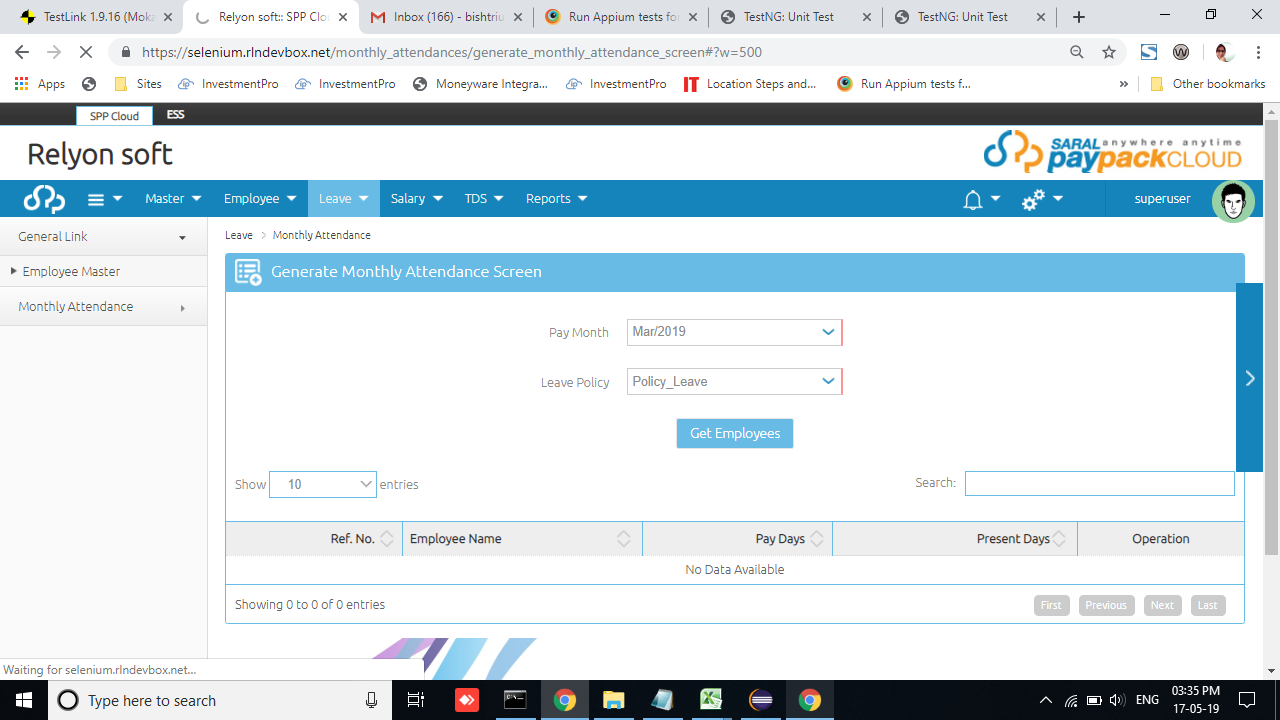 TestLink 1.9.16 (Moka
Relyon soft:: SPP Clou
Inbox (166) - bishtriu
Run Appium tests fo
TestNG: Unit Test
TestNG: Unit Test
https://selenium.rlndevbox.net/monthly_attendances/generate_monthly_attendance_screen#?w=500
Apps
Sites
InvestmentPro
InvestmentPro
Moneyware Integra...
InvestmentPro
IT Location Steps and...
Run Appium tests f...
»
Other bookmarks
SPP Cloud
ESS
Relyon soft
SARAL anywhere anytime
paypackCLOUD
Master
Employee
Leave
Salary
TDS
Reports
superuser
General Link
Employee Master
Monthly Attendance
Leave > Monthly Attendance
Generate Monthly Attendance Screen
Pay Month Mar/2019
Leave Policy Policy_Leave
Get Employees
Show 10 entries
Search:
Ref. No. Employee Name Pay Days Present Days Operation
No Data Available
Showing 0 to 0 of 0 entries
First Previous Next Last
Waiting for selenium.rlndevbox.net...
Type here to search
ENG
03:35 PM
17-05-19